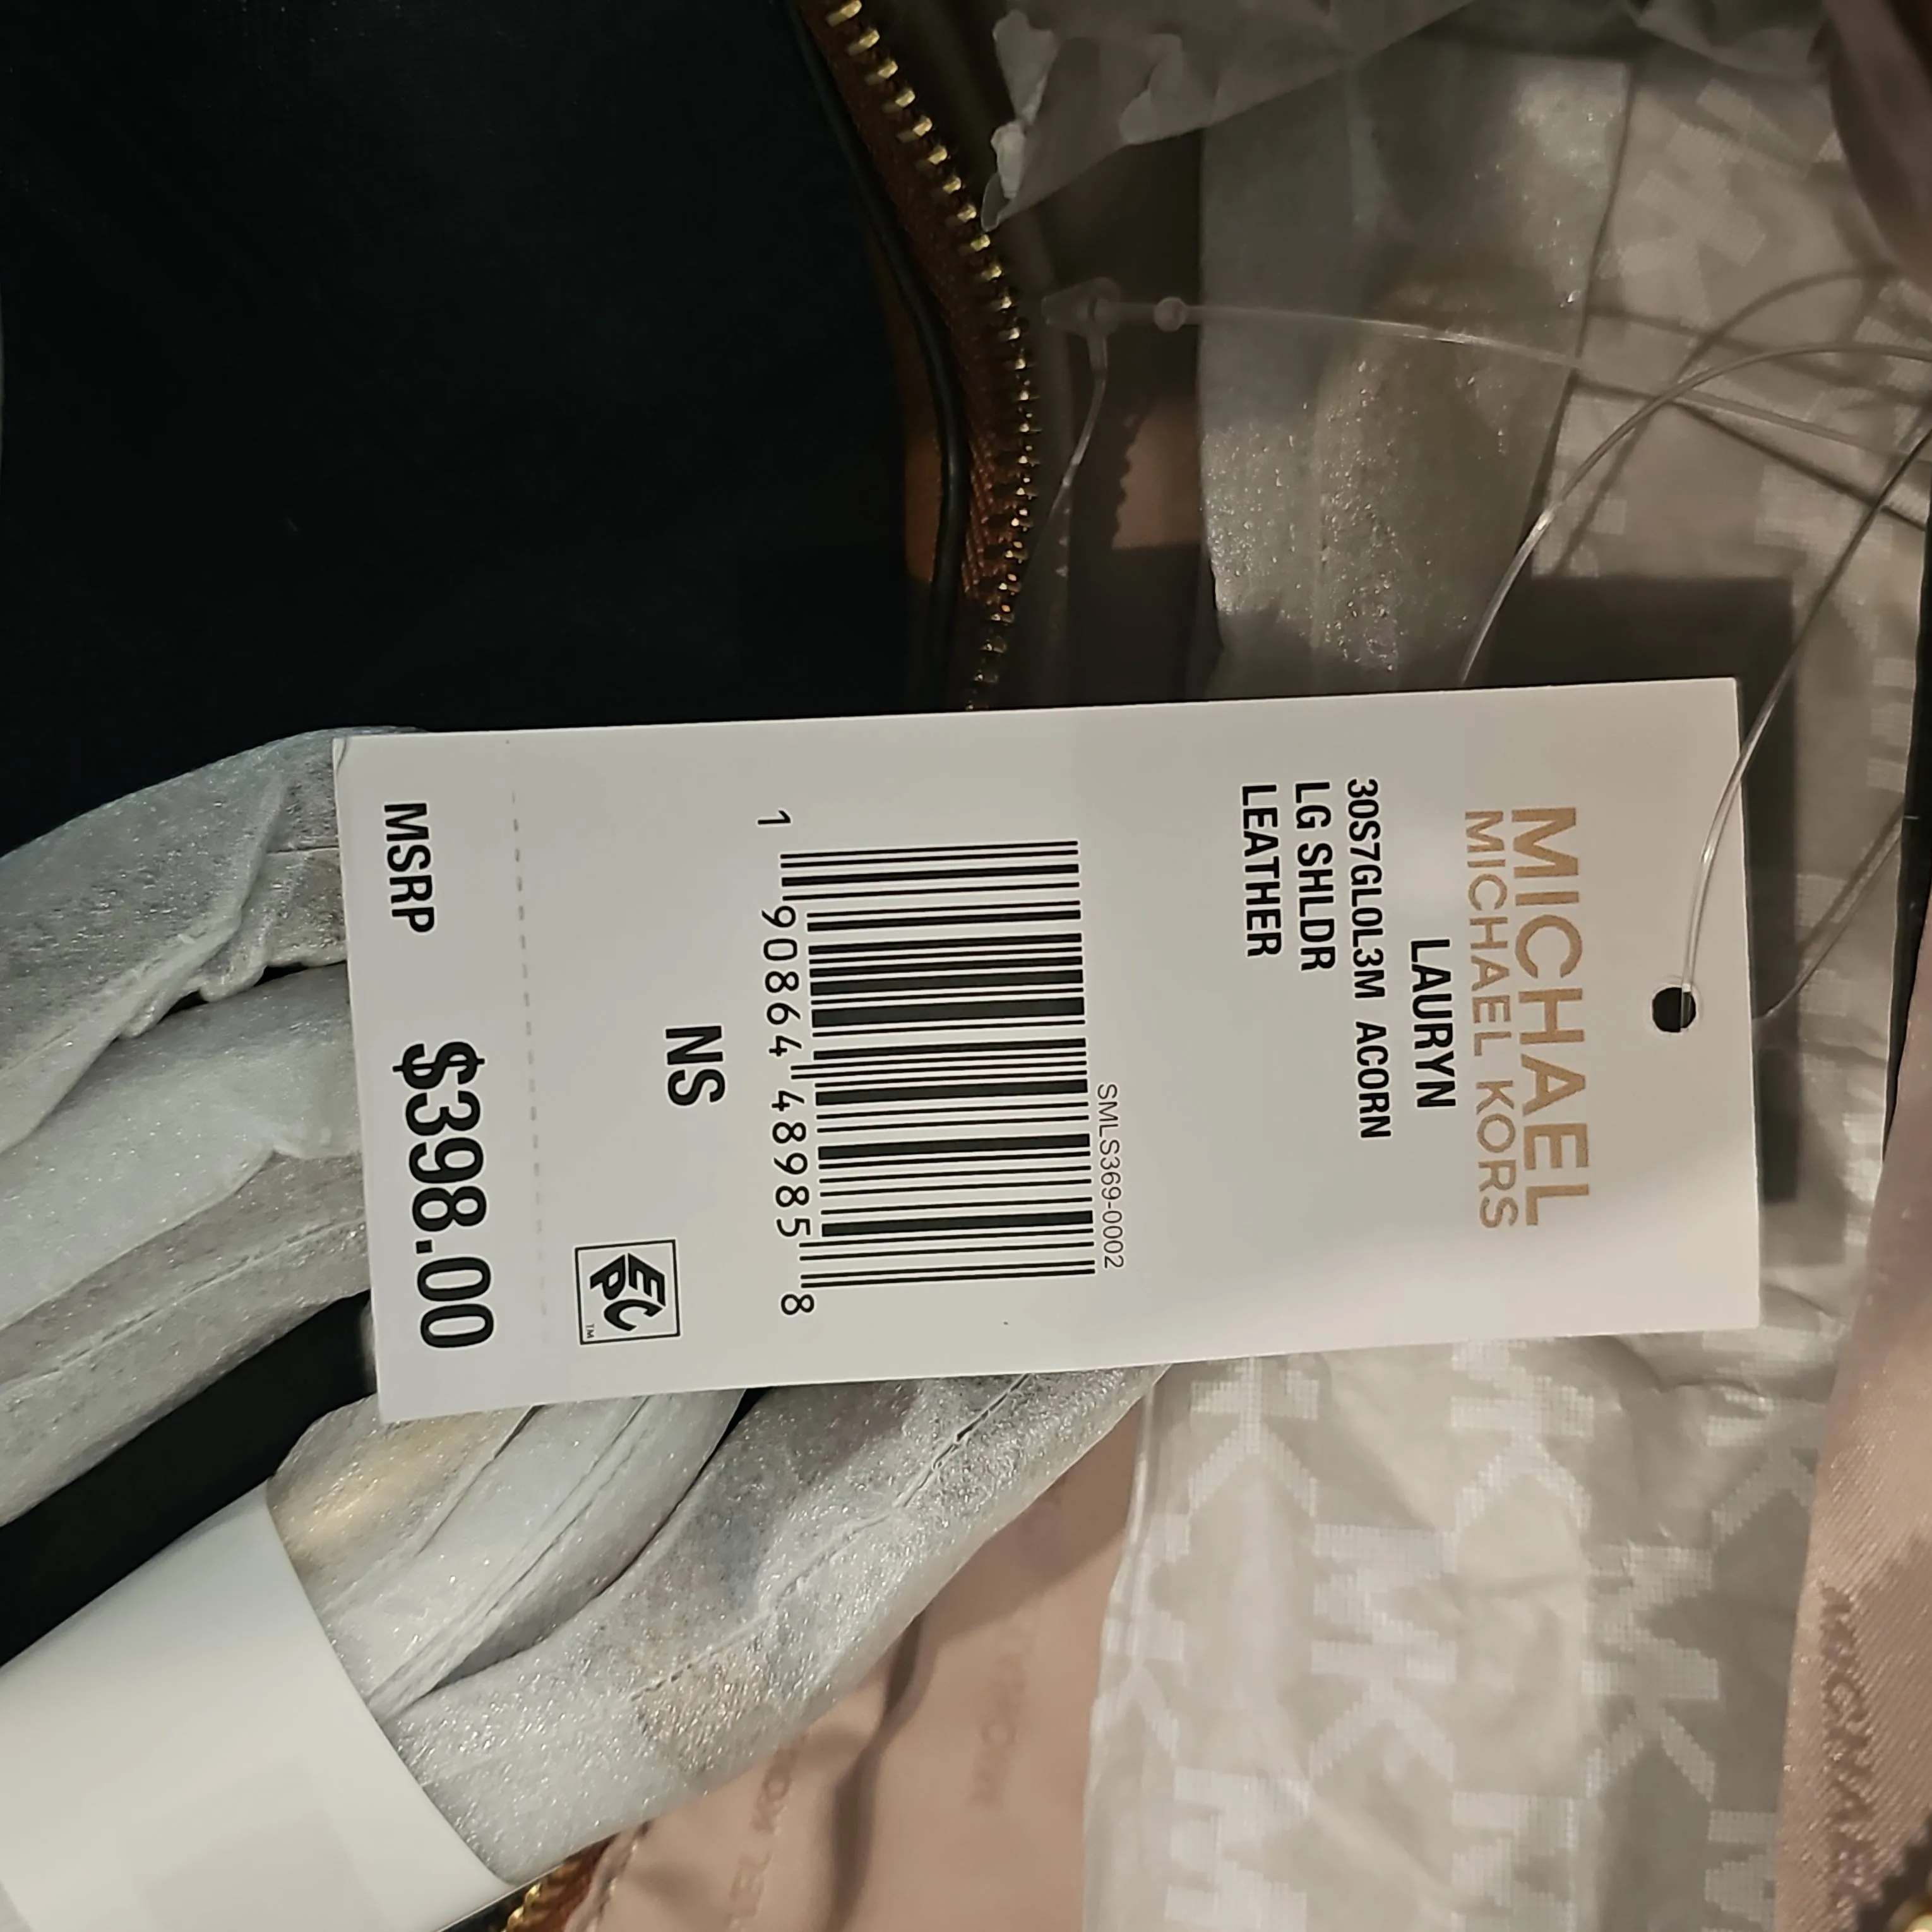 MICHAEL
MICHAEL KORS
LAURYN
30S7GL0L3M ACORN
LG SHLDR
LEATHER
SMLS369-0002
1 90864 48985 8
NS
EPC™
MSRP $398.00